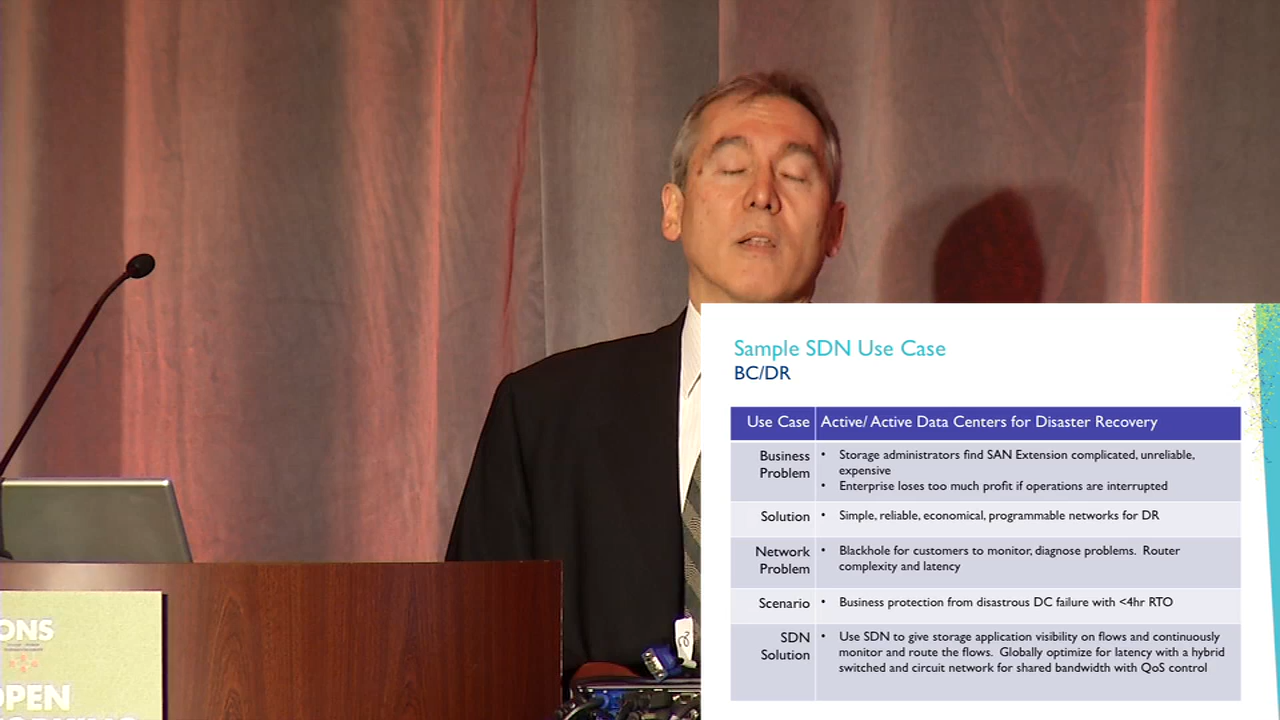 Sample SDN Use Case
BC/DR
Use Case Active/ Active Data Centers for Disaster Recovery
Business Problem
• Storage administrators find SAN Extension complicated, unreliable,
expensive
• Enterprise loses too much profit if operations are interrupted
Solution • Simple, reliable, economical, programmable networks for DR
Network Problem
• Blackhole for customers to monitor, diagnose problems. Router
complexity and latency
Scenario • Business protection from disastrous DC failure with <4hr RTO
SDN Solution
• Use SDN to give storage application visibility on flows and continuously
monitor and route the flows. Globally optimize for latency with a hybrid
switched and circuit network for shared bandwidth with QoS control
ONS
OPEN